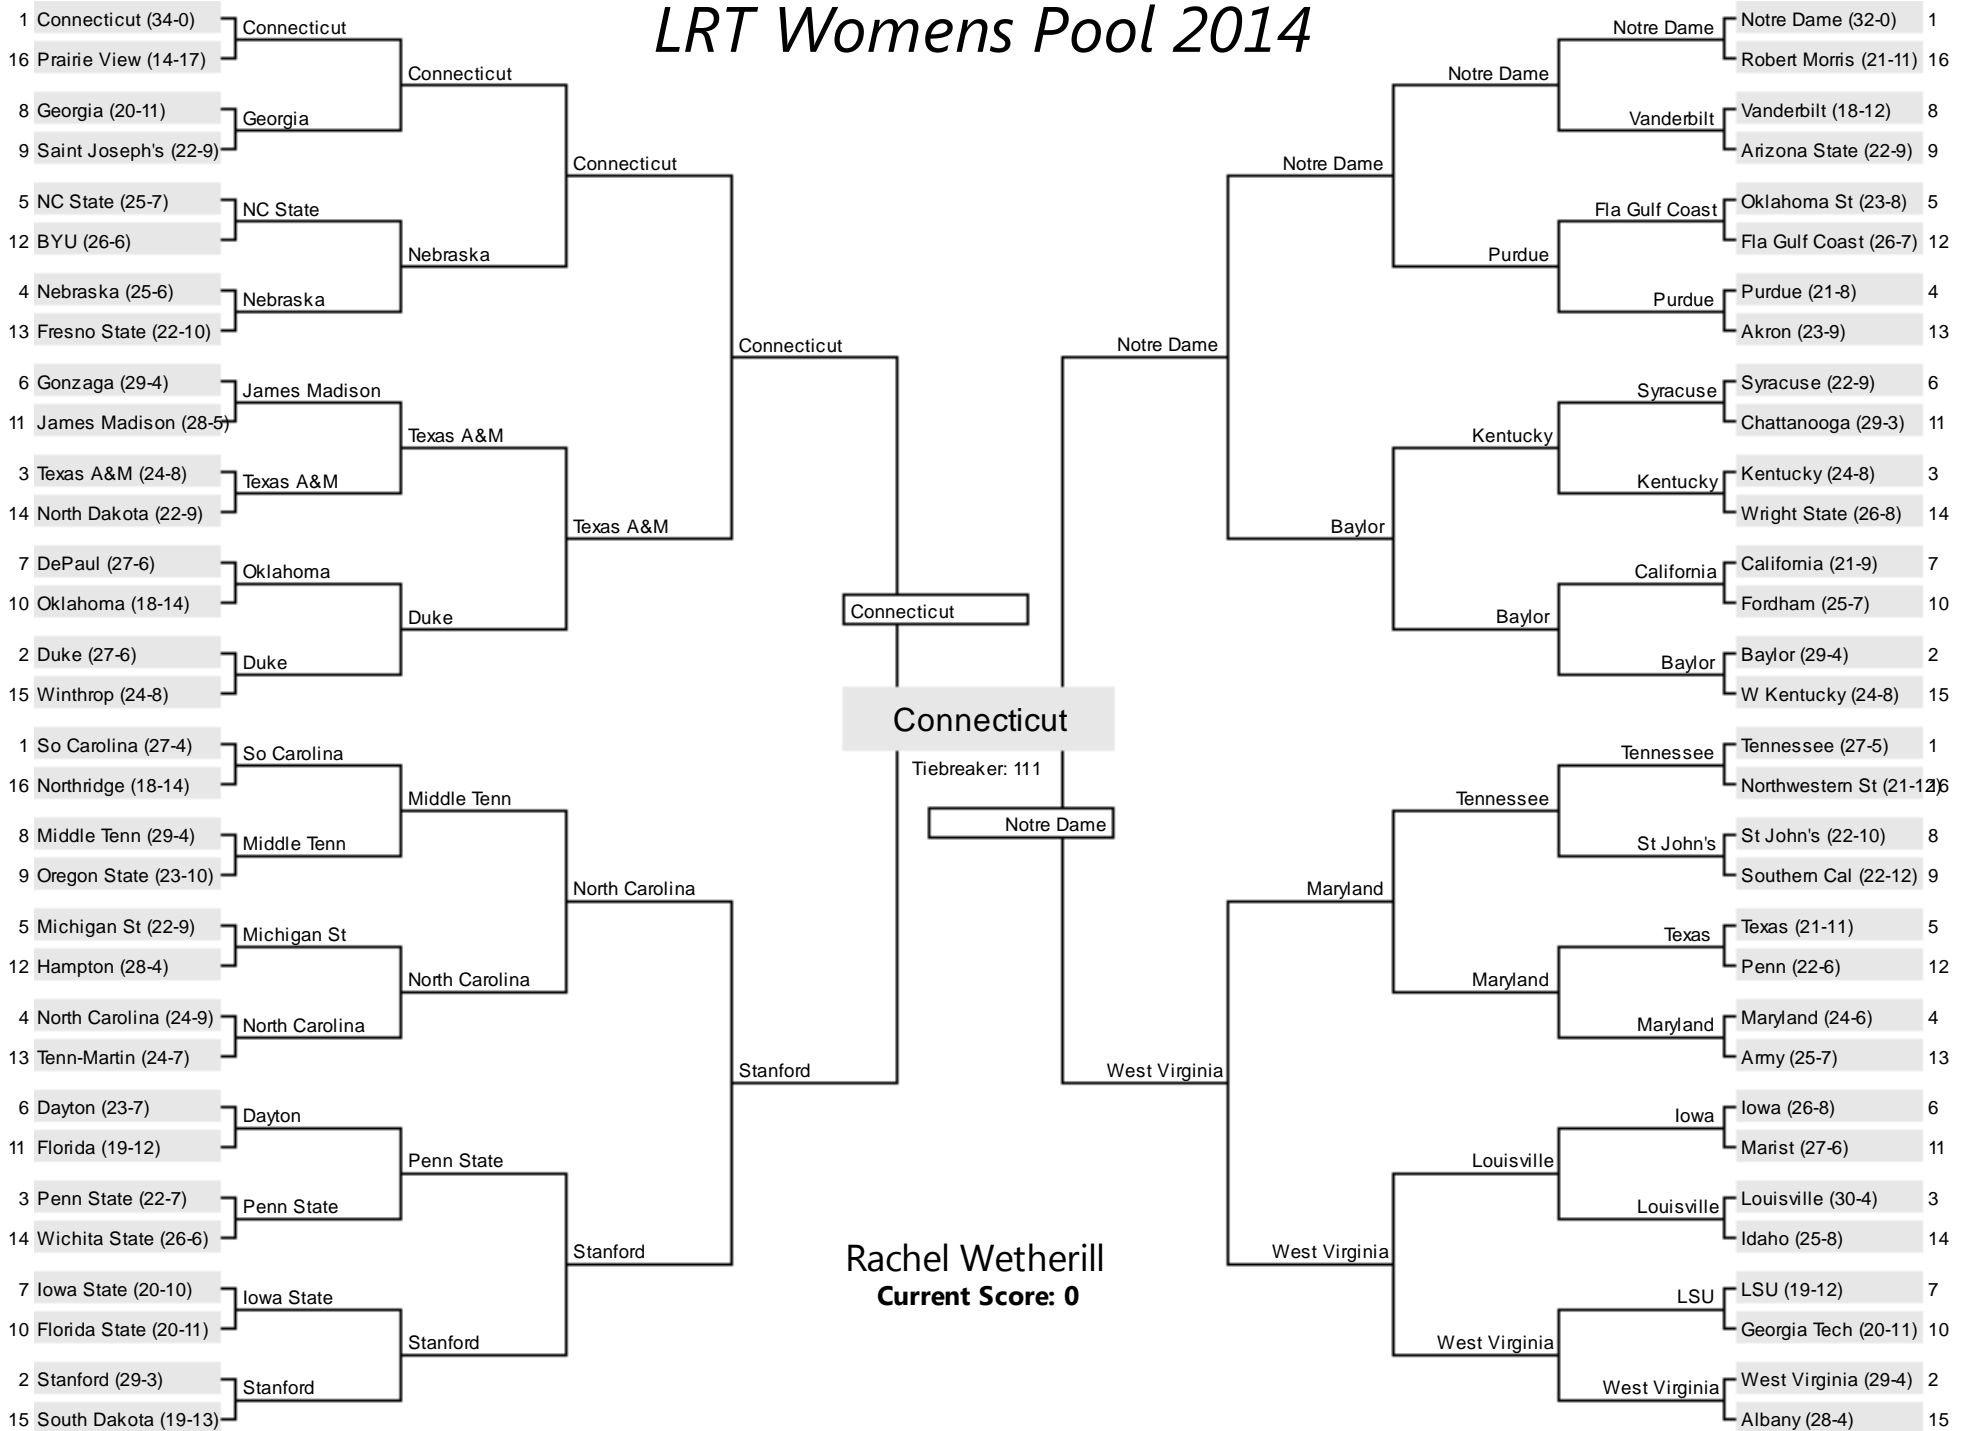 LRT Womens Pool 2014
1 Connecticut (34-0)
16 Prairie View (14-17)
8 Georgia (20-11)
9 Saint Joseph's (22-9)
5 NC State (25-7)
12 BYU (26-6)
4 Nebraska (25-6)
13 Fresno State (22-10)
6 Gonzaga (29-4)
11 James Madison (28-5)
3 Texas A&M (24-8)
14 North Dakota (22-9)
7 DePaul (27-6)
10 Oklahoma (18-14)
2 Duke (27-6)
15 Winthrop (24-8)
1 So Carolina (27-4)
16 Northridge (18-14)
8 Middle Tenn (29-4)
9 Oregon State (23-10)
5 Michigan St (22-9)
12 Hampton (28-4)
4 North Carolina (24-9)
13 Tenn-Martin (24-7)
6 Dayton (23-7)
11 Florida (19-12)
3 Penn State (22-7)
14 Wichita State (26-6)
7 Iowa State (20-10)
10 Florida State (20-11)
2 Stanford (29-3)
15 South Dakota (19-13)
Connecticut
Georgia
NC State
Nebraska
James Madison
Texas A&M
Oklahoma
Duke
So Carolina
Middle Tenn
Michigan St
North Carolina
Dayton
Penn State
Iowa State
Stanford
Connecticut
Nebraska
Texas A&M
Duke
Middle Tenn
North Carolina
Penn State
Stanford
Connecticut
Texas A&M
North Carolina
Stanford
Connecticut
Stanford
Connecticut
Connecticut
Tiebreaker: 111
Notre Dame
Rachel Wetherill
Current Score: 0
Notre Dame
West Virginia
Notre Dame
Baylor
Maryland
West Virginia
Notre Dame
Purdue
Kentucky
Baylor
Tennessee
Maryland
Louisville
West Virginia
Notre Dame
Vanderbilt
Fla Gulf Coast
Purdue
Syracuse
Kentucky
California
Baylor
Tennessee
St John's
Texas
Maryland
Iowa
Louisville
LSU
West Virginia
Notre Dame (32-0) 1
Robert Morris (21-11) 16
Vanderbilt (18-12) 8
Arizona State (22-9) 9
Oklahoma St (23-8) 5
Fla Gulf Coast (26-7) 12
Purdue (21-8) 4
Akron (23-9) 13
Syracuse (22-9) 6
Chattanooga (29-3) 11
Kentucky (24-8) 3
Wright State (26-8) 14
California (21-9) 7
Fordham (25-7) 10
Baylor (29-4) 2
W Kentucky (24-8) 15
Tennessee (27-5) 1
Northwestern St (21-12) 16
St John's (22-10) 8
Southern Cal (22-12) 9
Texas (21-11) 5
Penn (22-6) 12
Maryland (24-6) 4
Army (25-7) 13
Iowa (26-8) 6
Marist (27-6) 11
Louisville (30-4) 3
Idaho (25-8) 14
LSU (19-12) 7
Georgia Tech (20-11) 10
West Virginia (29-4) 2
Albany (28-4) 15